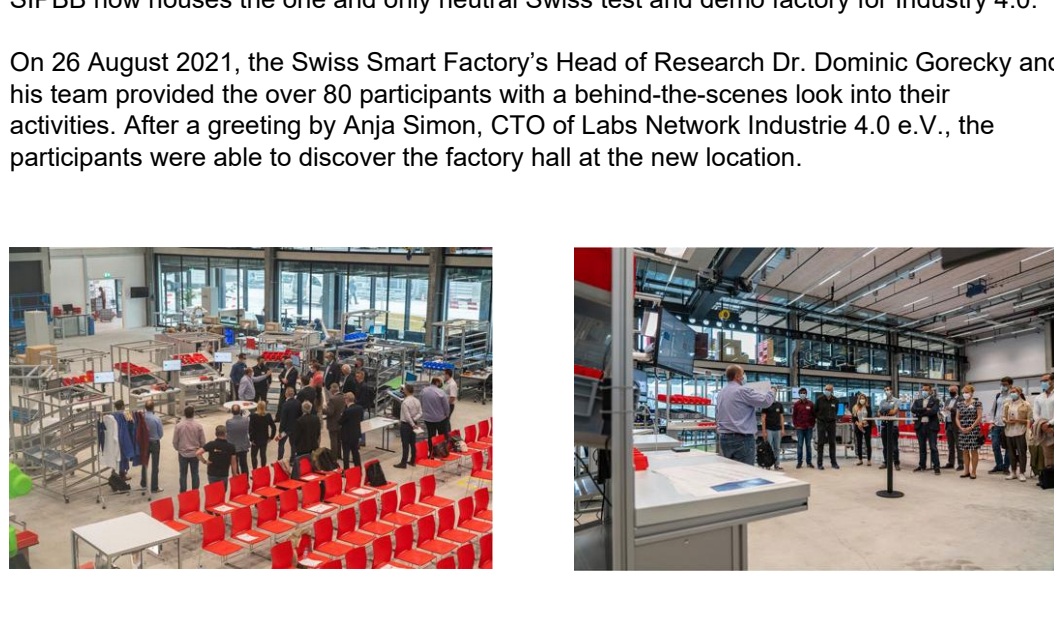 SIPBB now houses the one and only neutral Swiss test and demo factory for Industry 4.0.
On 26 August 2021, the Swiss Smart Factory’s Head of Research Dr. Dominic Gorecky and
his team provided the over 80 participants with a behind-the-scenes look into their
activities. After a greeting by Anja Simon, CTO of Labs Network Industrie 4.0 e.V., the
participants were able to discover the factory hall at the new location.